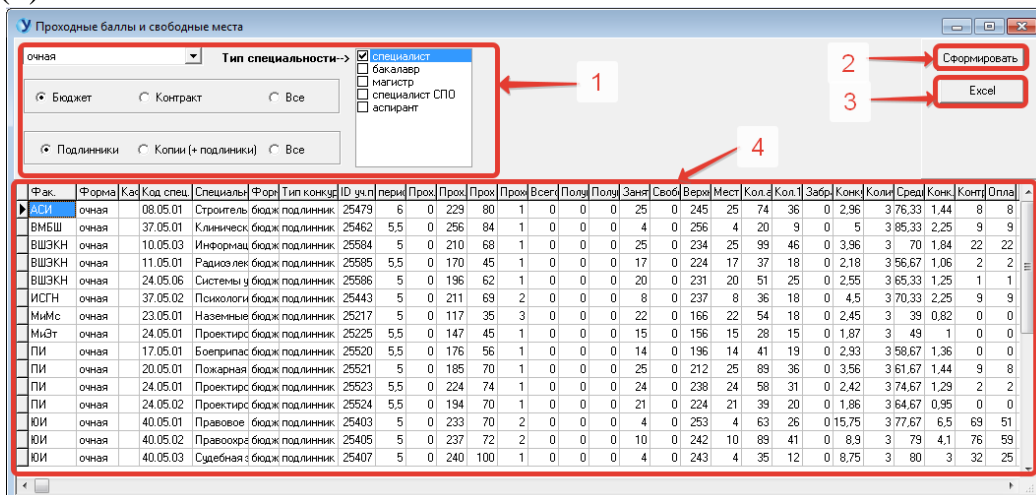 Проходные баллы и свободные места
очная Тип специальности--> специалист
бакалавр
магистр
специалист СПО
аспирант
Бюджет Контракт Все
Подлинники Копии (+ подлинники) Все
1
2 Сформировать
3 Excel
4
Фак. Форма Каф Код спец. Специальн Форм Тип конкур ID уч.п перио Прох. Прох. Прох Прохо Всего Полу Полу Занят Своб Верхн Мест Кол.а Кол.1 Забр Конку Коли Средн Конк. Контр Опла
АСИ очная 08.05.01 Строитель бюдж подлинник 25479 6 0 229 80 1 0 0 0 25 0 245 25 74 36 0 2,96 3 76,33 1,44 8 8
ВМБШ очная 37.05.01 Клиническ бюдж подлинник 25462 5,5 0 256 84 1 0 0 0 4 0 256 4 20 9 0 5 3 85,33 2,25 9 9
ВШЭКН очная 10.05.03 Информац бюдж подлинник 25584 5 0 210 68 1 0 0 0 25 0 234 25 99 46 0 3,96 3 70 1,84 22 22
ВШЭКН очная 11.05.01 Радиоэлек бюдж подлинник 25585 5,5 0 170 45 1 0 0 0 17 0 224 17 37 18 0 2,18 3 56,67 1,06 2 2
ВШЭКН очная 24.05.06 Системы у бюдж подлинник 25586 5 0 196 62 1 0 0 0 20 0 231 20 51 25 0 2,55 3 65,33 1,25 1 1
ИСГН очная 37.05.02 Психологи бюдж подлинник 25443 5 0 211 69 2 0 0 0 8 0 237 8 36 18 0 4,5 3 70,33 2,25 9 9
МиМс очная 23.05.01 Наземные бюдж подлинник 25217 5 0 117 35 3 0 0 0 22 0 166 22 54 18 0 2,45 3 39 0,82 0 0
МиЭт очная 24.05.01 Проектиро бюдж подлинник 25225 5,5 0 147 45 1 0 0 0 15 0 156 15 28 15 0 1,87 3 49 1 0 0
ПИ очная 17.05.01 Боеприпас бюдж подлинник 25520 5,5 0 176 56 1 0 0 0 14 0 196 14 41 19 0 2,93 3 58,67 1,36 0 0
ПИ очная 20.05.01 Пожарная бюдж подлинник 25521 5 0 185 70 1 0 0 0 25 0 212 25 89 36 0 3,56 3 61,67 1,44 9 8
ПИ очная 24.05.01 Проектиро бюдж подлинник 25523 5,5 0 224 74 1 0 0 0 24 0 238 24 58 31 0 2,42 3 74,67 1,29 2 2
ПИ очная 24.05.02 Проектиро бюдж подлинник 25524 5,5 0 194 70 1 0 0 0 21 0 224 21 39 20 0 1,86 3 64,67 0,95 0 0
ЮИ очная 40.05.01 Правовое бюдж подлинник 25403 5 0 233 70 2 0 0 0 4 0 253 4 63 26 0 15,75 3 77,67 6,5 69 51
ЮИ очная 40.05.02 Правоохра бюдж подлинник 25405 5 0 237 72 2 0 0 0 10 0 242 10 89 41 0 8,9 3 79 4,1 76 59
ЮИ очная 40.05.03 Судебная э бюдж подлинник 25407 5 0 240 100 1 0 0 0 4 0 243 4 35 12 0 8,75 3 80 3 32 25